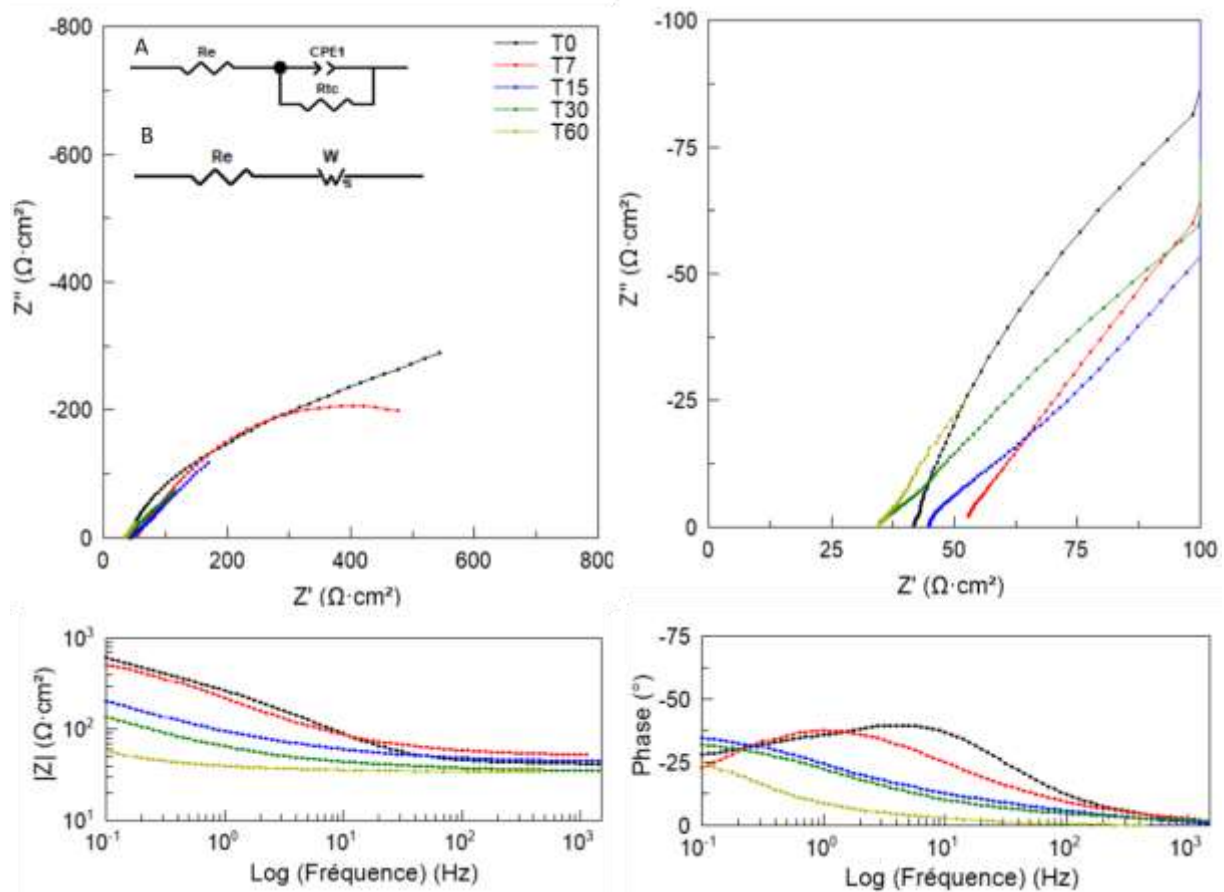 -800
-600
-400
-200
0
Z'' (Ω·cm²)
0 200 400 600 800
Z' (Ω·cm²)
A
Re
CPE1
Rtc
B
Re
W
s
T0
T7
T15
T30
T60
-100
-75
-50
-25
0
Z'' (Ω·cm²)
0 25 50 75 100
Z' (Ω·cm²)
10³
10²
10¹
|Z| (Ω·cm²)
10⁻¹ 10⁰ 10¹ 10² 10³
Log (Fréquence) (Hz)
-75
-50
-25
0
Phase (°)
10⁻¹ 10⁰ 10¹ 10² 10³
Log (Fréquence) (Hz)